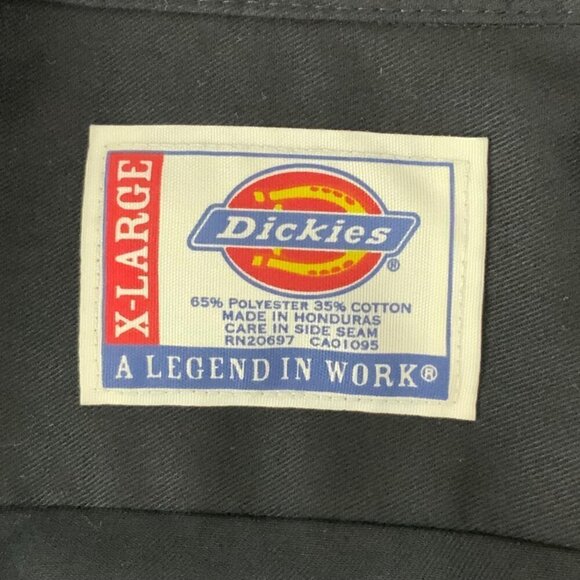 X-LARGE
Dickies®
65% POLYESTER 35% COTTON
MADE IN HONDURAS
CARE IN SIDE SEAM
RN20697 CA01095
A LEGEND IN WORK®